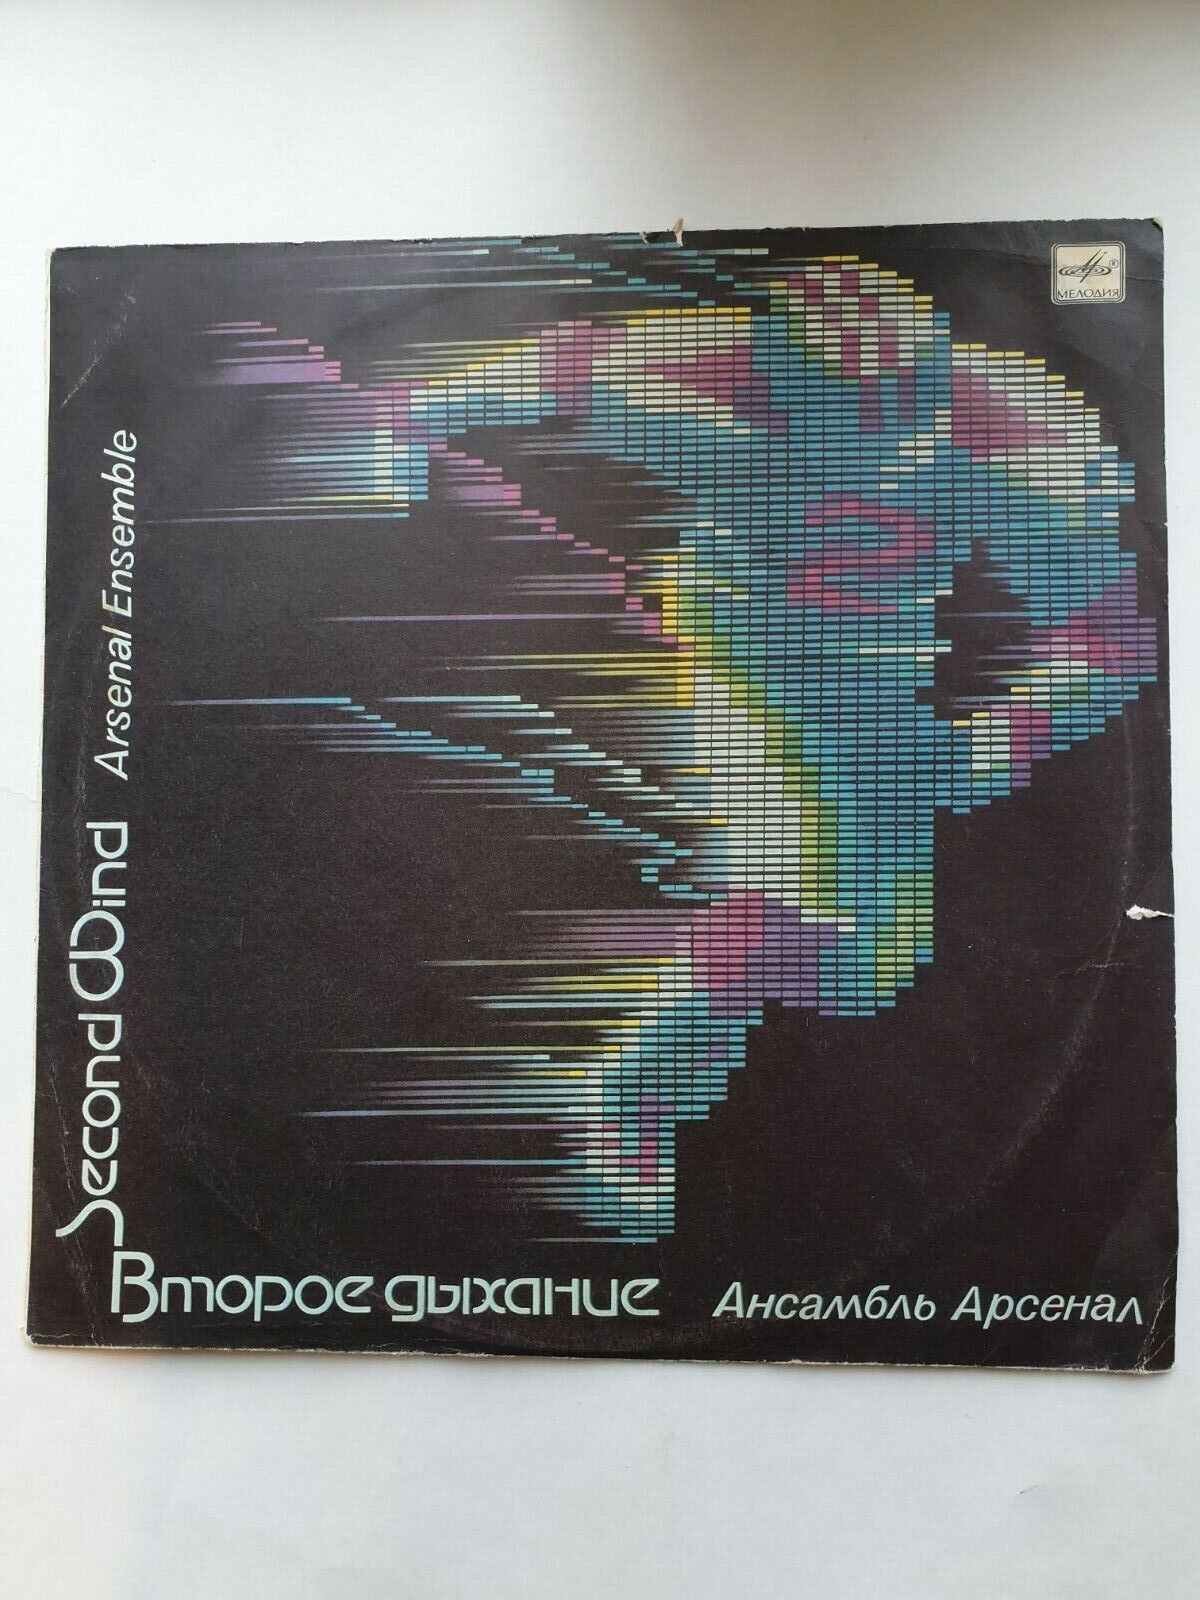 ® МЕЛОДИЯ
Second Wind Arsenal Ensemble
Второе дыхание Ансамбль Арсенал